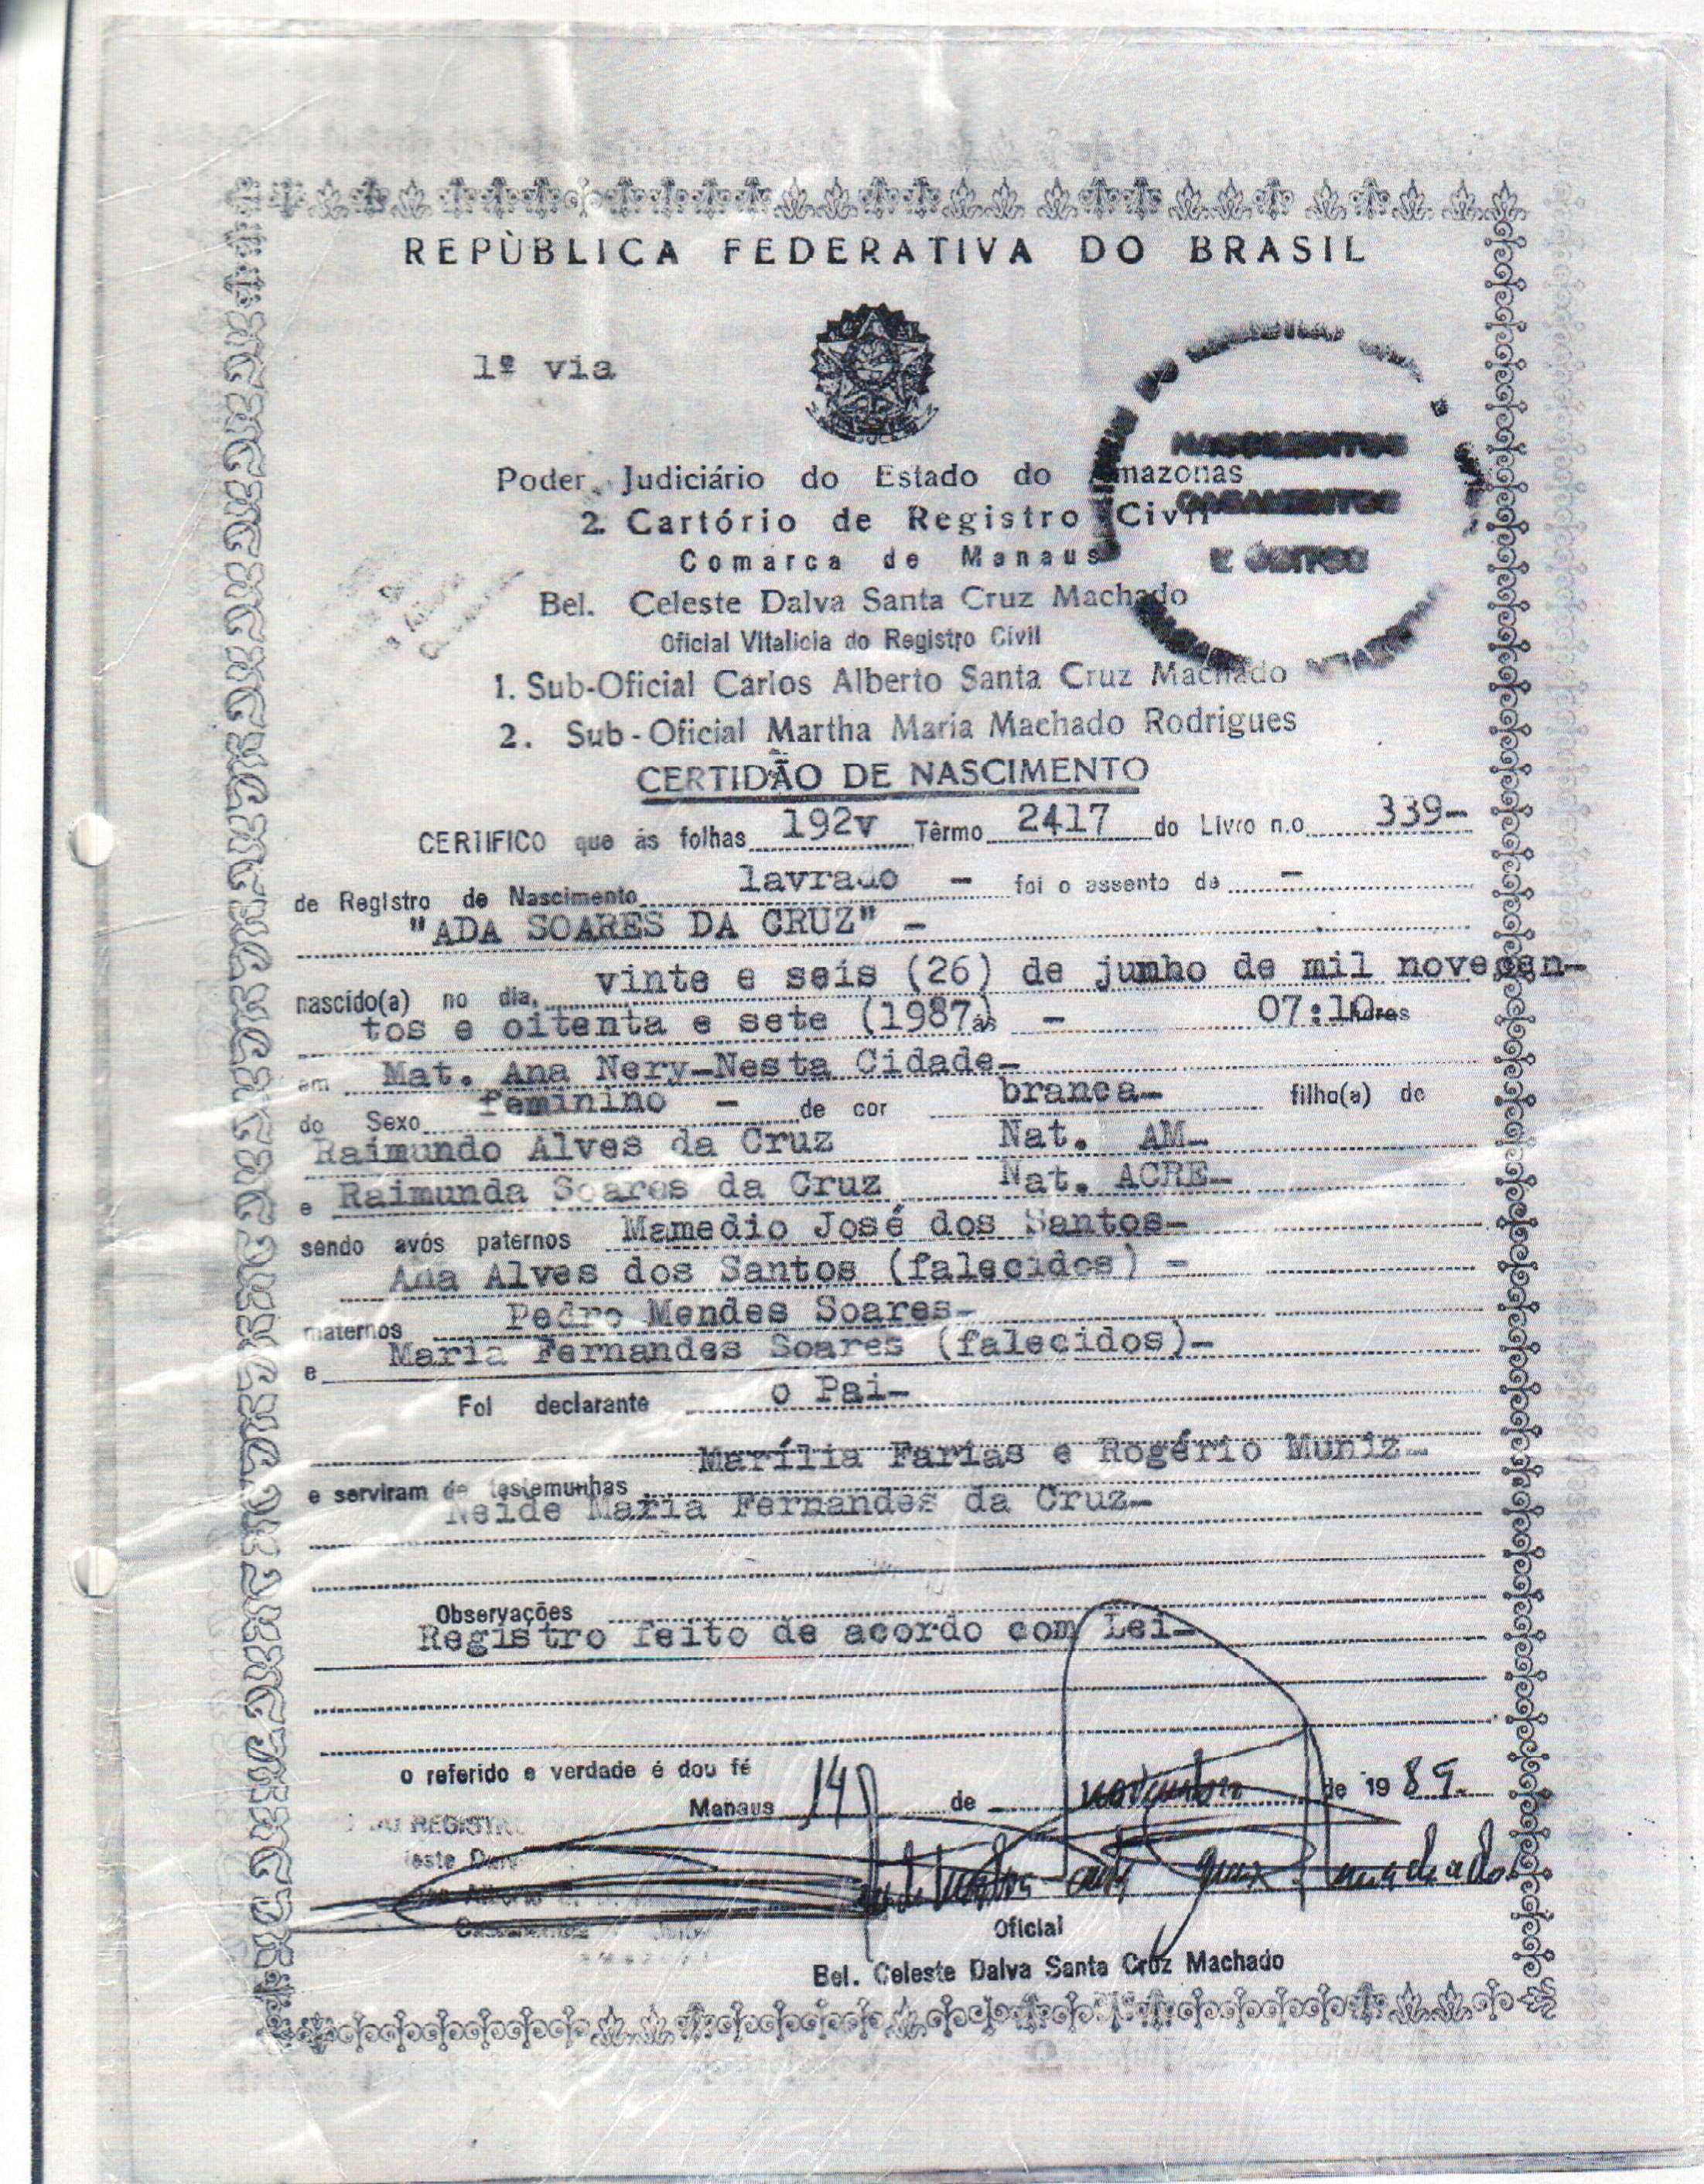 REPÙBLICA FEDERATIVA DO BRASIL
1ª via
NASCIMENTOS
CASAMENTOS
E ÓBITOS
Poder Judiciário do Estado do Amazonas
2. Cartório de Registro Civil
Comarca de Manaus
Bel. Celeste Dalva Santa Cruz Machado
Oficial Vitalicia do Registro Civil
1. Sub-Oficial Carlos Alberto Santa Cruz Machado
2. Sub-Oficial Martha Maria Machado Rodrigues
CERTIDÃO DE NASCIMENTO
CERTIFICO que às folhas 192v Têrmo 2417 do Livro n.o 339-
de Registro de Nascimento lavrado - foi o assento de -
"ADA SOARES DA CRUZ" -
nascido(a) no dia, vinte e seis (26) de junho de mil novecen-
tos e oitenta e sete (1987) às - 07:10 horas
em Mat. Ana Nery-Nesta Cidade-
do Sexo feminino - de cor branca- filho(a) de
Raimundo Alves da Cruz Nat. AM-
e Raimunda Soares da Cruz Nat. ACRE-
sendo avós paternos Mamedio José dos Santos-
Ana Alves dos Santos (falecidos) -
maternos Pedro Mendes Soares-
e Maria Fernandes Soares (falecidos)-
Foi declarante o Pai-
Marília Farias e Rogério Muniz-
e serviram de testemunhas
Neide Maria Fernandes da Cruz-
Observações
Registro feito de acordo com Lei-
o referido e verdade é dou fé
Manaus 14 de novembro de 1989-
Oficial
Bel. Celeste Dalva Santa Cruz Machado